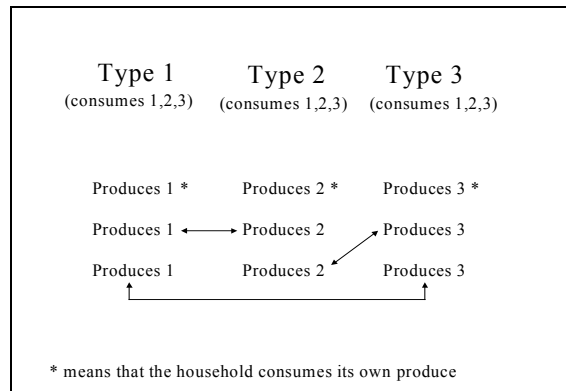 Type 1 Type 2 Type 3
(consumes 1,2,3) (consumes 1,2,3) (consumes 1,2,3)
Produces 1 * Produces 2 * Produces 3 *
Produces 1 Produces 2 Produces 3
Produces 1 Produces 2 Produces 3
* means that the household consumes its own produce